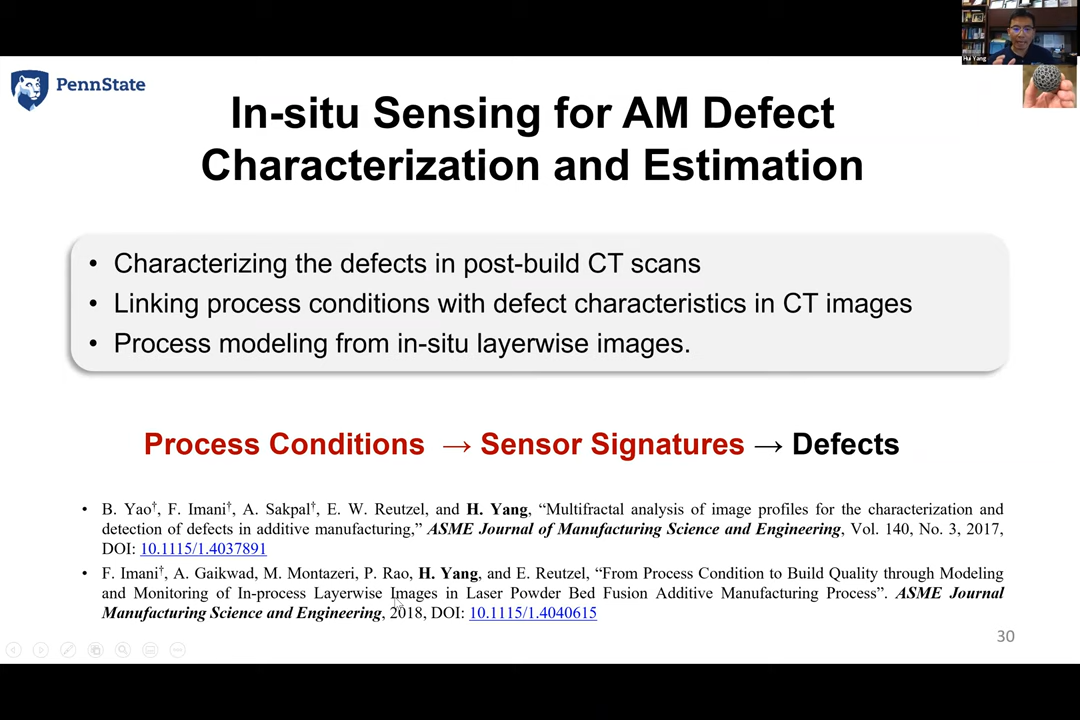 Hui Yang
PennState
In-situ Sensing for AM Defect
Characterization and Estimation
• Characterizing the defects in post-build CT scans
• Linking process conditions with defect characteristics in CT images
• Process modeling from in-situ layerwise images.
Process Conditions → Sensor Signatures → Defects
• B. Yao†, F. Imani†, A. Sakpal†, E. W. Reutzel, and H. Yang, “Multifractal analysis of image profiles for the characterization and
detection of defects in additive manufacturing,” ASME Journal of Manufacturing Science and Engineering, Vol. 140, No. 3, 2017,
DOI: 10.1115/1.4037891
• F. Imani†, A. Gaikwad, M. Montazeri, P. Rao, H. Yang, and E. Reutzel, “From Process Condition to Build Quality through Modeling
and Monitoring of In-process Layerwise Images in Laser Powder Bed Fusion Additive Manufacturing Process”. ASME Journal
Manufacturing Science and Engineering, 2018, DOI: 10.1115/1.4040615
30